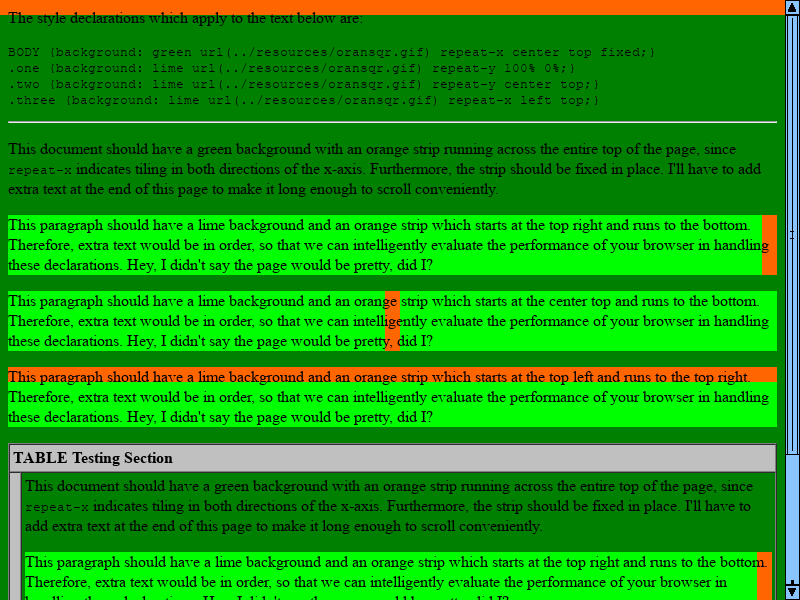 The style declarations which apply to the text below are:
BODY {background: green url(../resources/oransqr.gif) repeat-x center top fixed;}
.one {background: lime url(../resources/oransqr.gif) repeat-y 100% 0%;}
.two {background: lime url(../resources/oransqr.gif) repeat-y center top;}
.three {background: lime url(../resources/oransqr.gif) repeat-x left top;}
This document should have a green background with an orange strip running across the entire top of the page, since
repeat-x indicates tiling in both directions of the x-axis. Furthermore, the strip should be fixed in place. I'll have to add
extra text at the end of this page to make it long enough to scroll conveniently.
This paragraph should have a lime background and an orange strip which starts at the top right and runs to the bottom.
Therefore, extra text would be in order, so that we can intelligently evaluate the performance of your browser in handling
these declarations. Hey, I didn't say the page would be pretty, did I?
This paragraph should have a lime background and an orange strip which starts at the center top and runs to the bottom.
Therefore, extra text would be in order, so that we can intelligently evaluate the performance of your browser in handling
these declarations. Hey, I didn't say the page would be pretty, did I?
This paragraph should have a lime background and an orange strip which starts at the top left and runs to the top right.
Therefore, extra text would be in order, so that we can intelligently evaluate the performance of your browser in handling
these declarations. Hey, I didn't say the page would be pretty, did I?
TABLE Testing Section
This document should have a green background with an orange strip running across the entire top of the page, since
repeat-x indicates tiling in both directions of the x-axis. Furthermore, the strip should be fixed in place. I'll have to
add extra text at the end of this page to make it long enough to scroll conveniently.
This paragraph should have a lime background and an orange strip which starts at the top right and runs to the bottom.
Therefore, extra text would be in order, so that we can intelligently evaluate the performance of your browser in